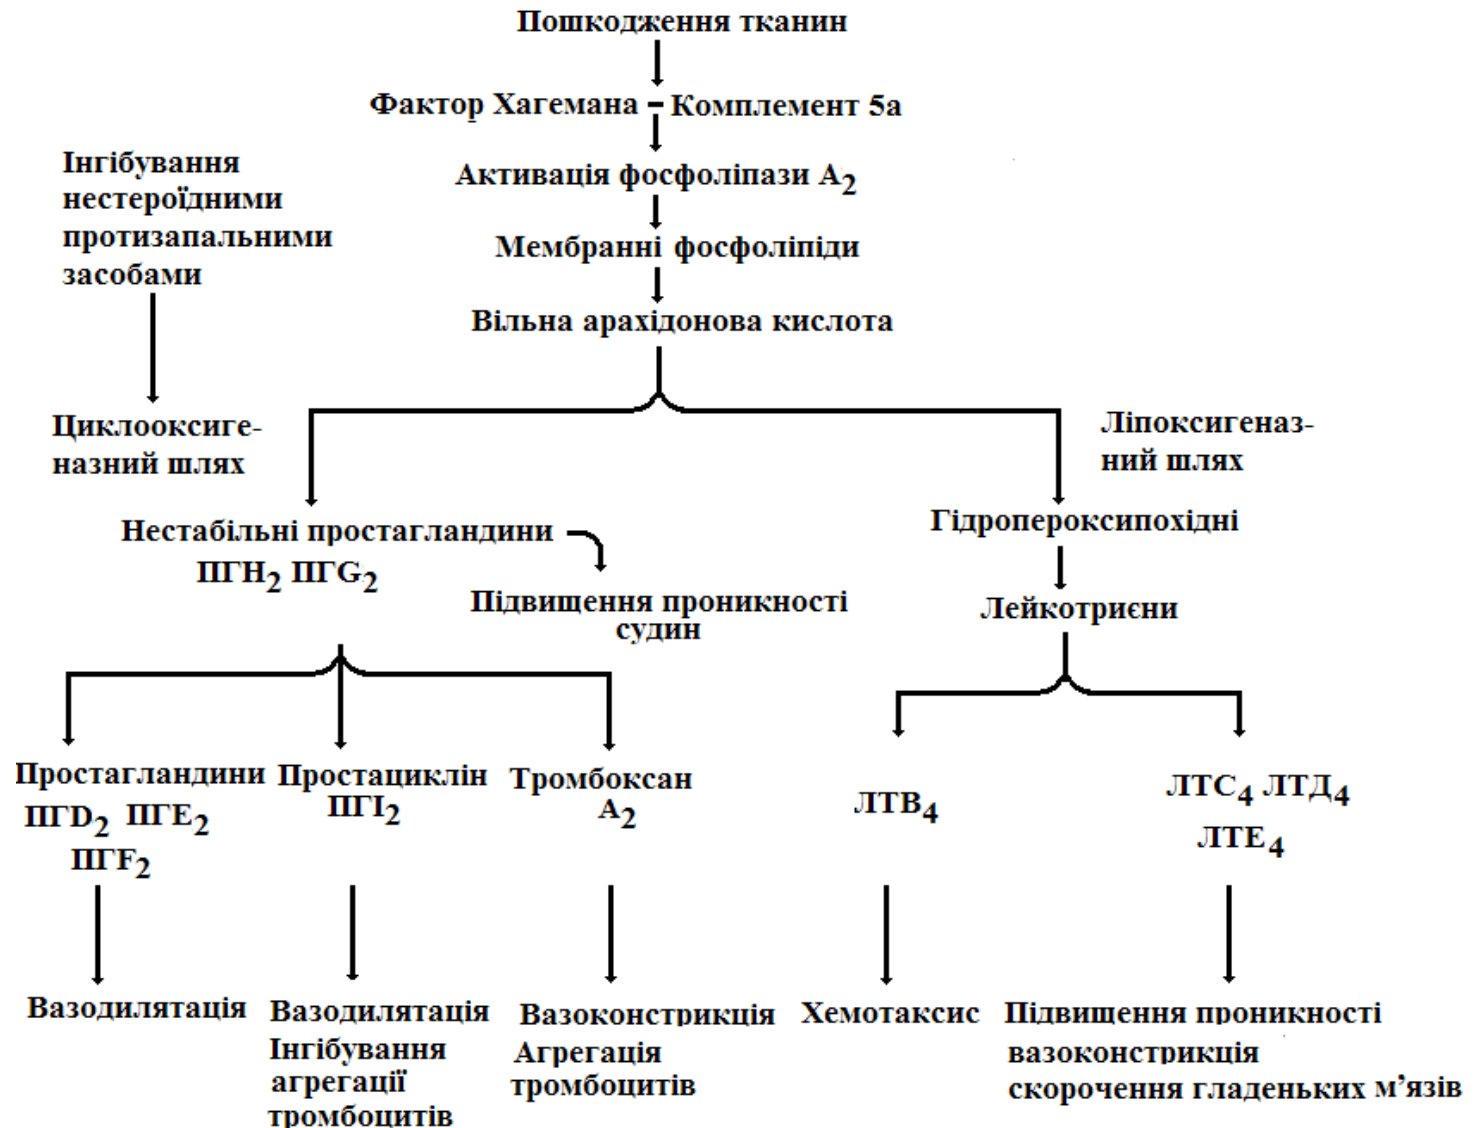 Пошкодження тканин
Фактор Хагемана – Комплемент 5а
Інгібування
нестероїдними
протизапальними
засобами
Активація фосфоліпази А2
Мембранні фосфоліпіди
Вільна арахідонова кислота
Циклооксиге-
назний шлях
Ліпоксигеназ-
ний шлях
Нестабільні простагландини
ПГН2 ПГG2
Підвищення проникності
судин
Гідропероксипохідні
Лейкотриєни
Простагландини
ПГD2 ПГЕ2
ПГF2
Простациклін
ПГІ2
Тромбоксан
А2
ЛТВ4
ЛТС4 ЛТД4
ЛТЕ4
Вазодилятація
Вазодилятація
Інгібування
агрегації
тромбоцитів
Вазоконстрикція
Агрегація
тромбоцитів
Хемотаксис
Підвищення проникності
вазоконстрикція
скорочення гладеньких м’язів